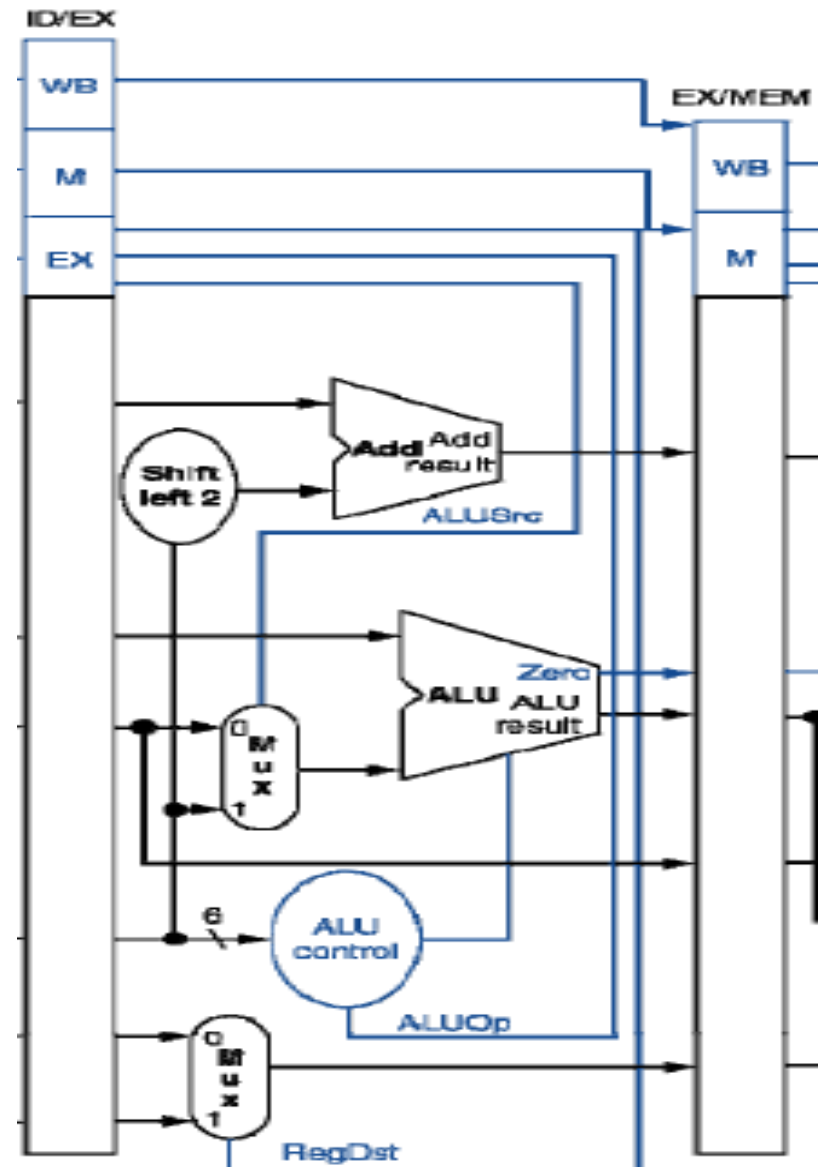 ID/EX
WB
EX/MEM
M
WB
EX
M
Add Add
result
Shift
left 2
ALUSrc
Zero
ALU ALU
result
0
M
u
x
1
6
ALU
control
ALUOp
0
M
u
x
1
RegDst